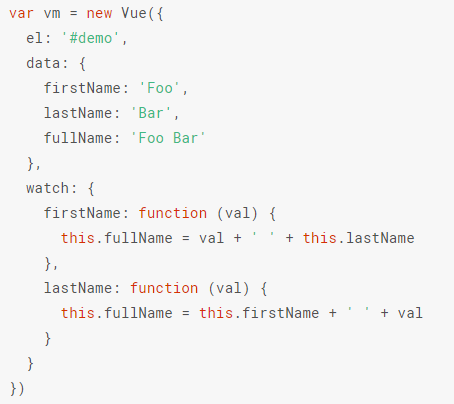 var vm = new Vue({
  el: '#demo',
  data: {
    firstName: 'Foo',
    lastName: 'Bar',
    fullName: 'Foo Bar'
  },
  watch: {
    firstName: function (val) {
      this.fullName = val + ' ' + this.lastName
    },
    lastName: function (val) {
      this.fullName = this.firstName + ' ' + val
    }
  }
})